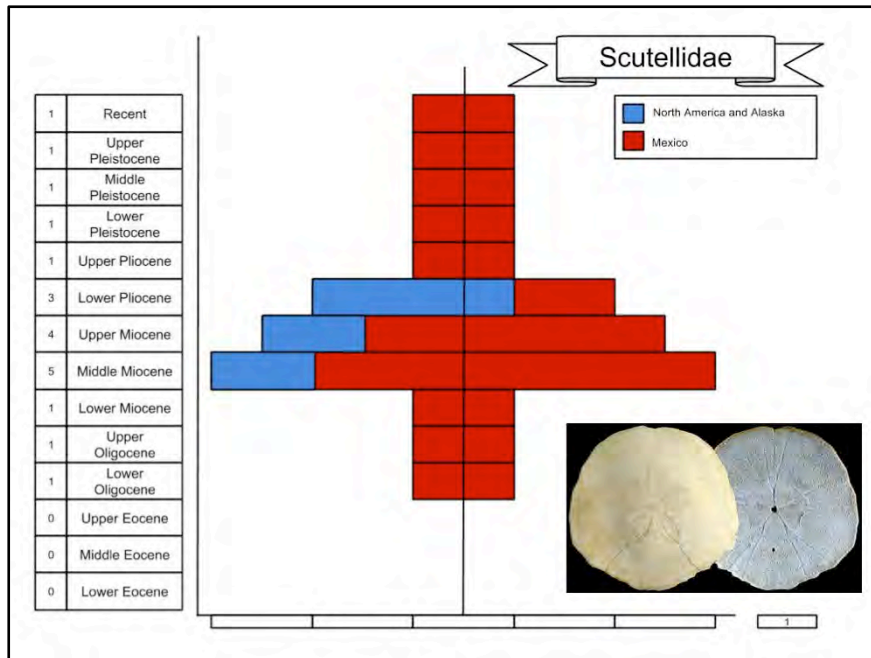 Scutellidae
North America and Alaska
Mexico
1 Recent
1 Upper
Pleistocene
1 Middle
Pleistocene
1 Lower
Pleistocene
1 Upper Pliocene
3 Lower Pliocene
4 Upper Miocene
5 Middle Miocene
1 Lower Miocene
1 Upper
Oligocene
1 Lower
Oligocene
0 Upper Eocene
0 Middle Eocene
0 Lower Eocene
1